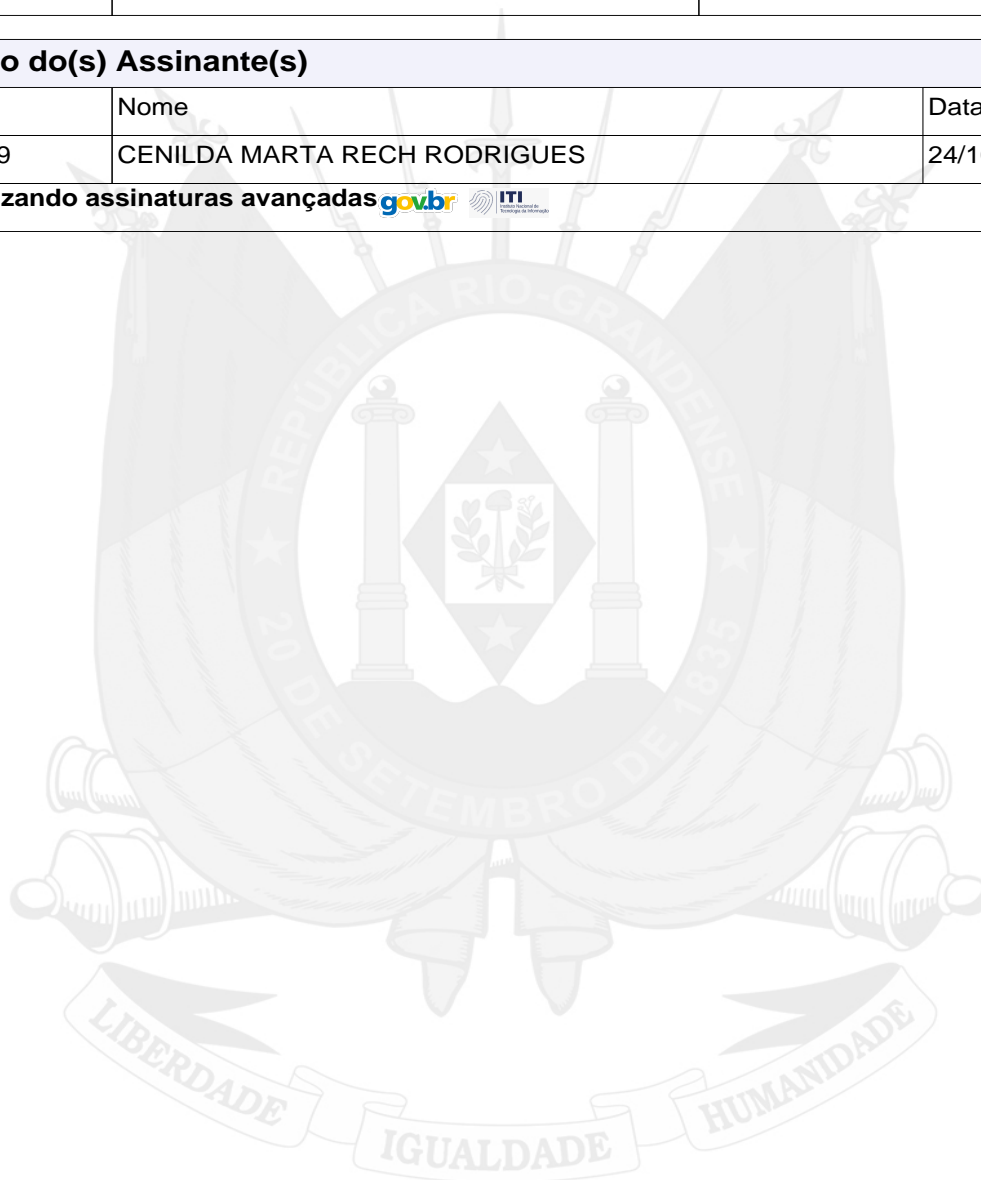 o do(s) Assinante(s)
Nome Data
9 CENILDA MARTA RECH RODRIGUES 24/1
zando assinaturas avançadas gov.br ITI
REPÚBLICA RIO-GRANDENSE
20 DE SETEMBRO DE 1835
LIBERDADE IGUALDADE HUMANIDADE